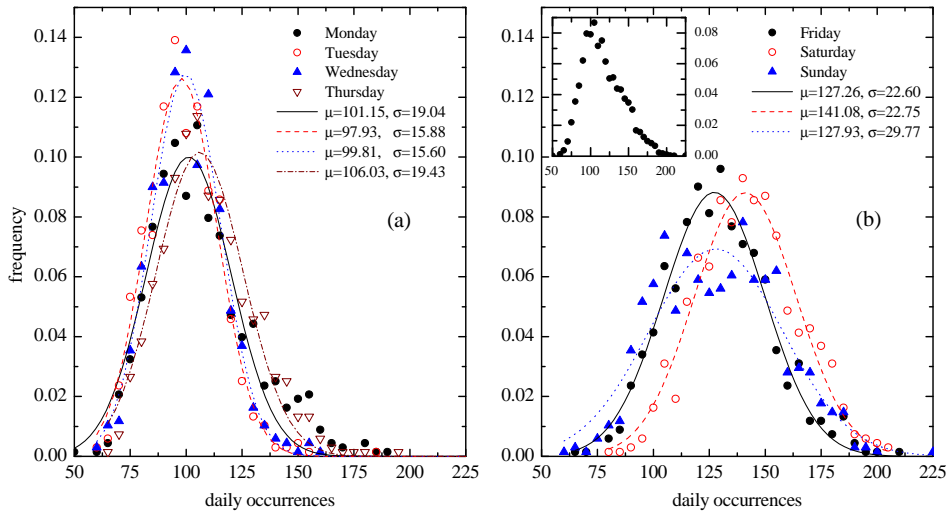 0.14
0.12
0.10
0.08
0.06
0.04
0.02
0.00
frequency
50 75 100 125 150 175 200 225
daily occurrences
Monday
Tuesday
Wednesday
Thursday
μ=101.15, σ=19.04
μ=97.93, σ=15.88
μ=99.81, σ=15.60
μ=106.03, σ=19.43
(a)
0.14
0.12
0.10
0.08
0.06
0.04
0.02
0.00
50 75 100 125 150 175 200 225
daily occurrences
0.08
0.06
0.04
0.02
0.00
50 100 150 200
Friday
Saturday
Sunday
μ=127.26, σ=22.60
μ=141.08, σ=22.75
μ=127.93, σ=29.77
(b)